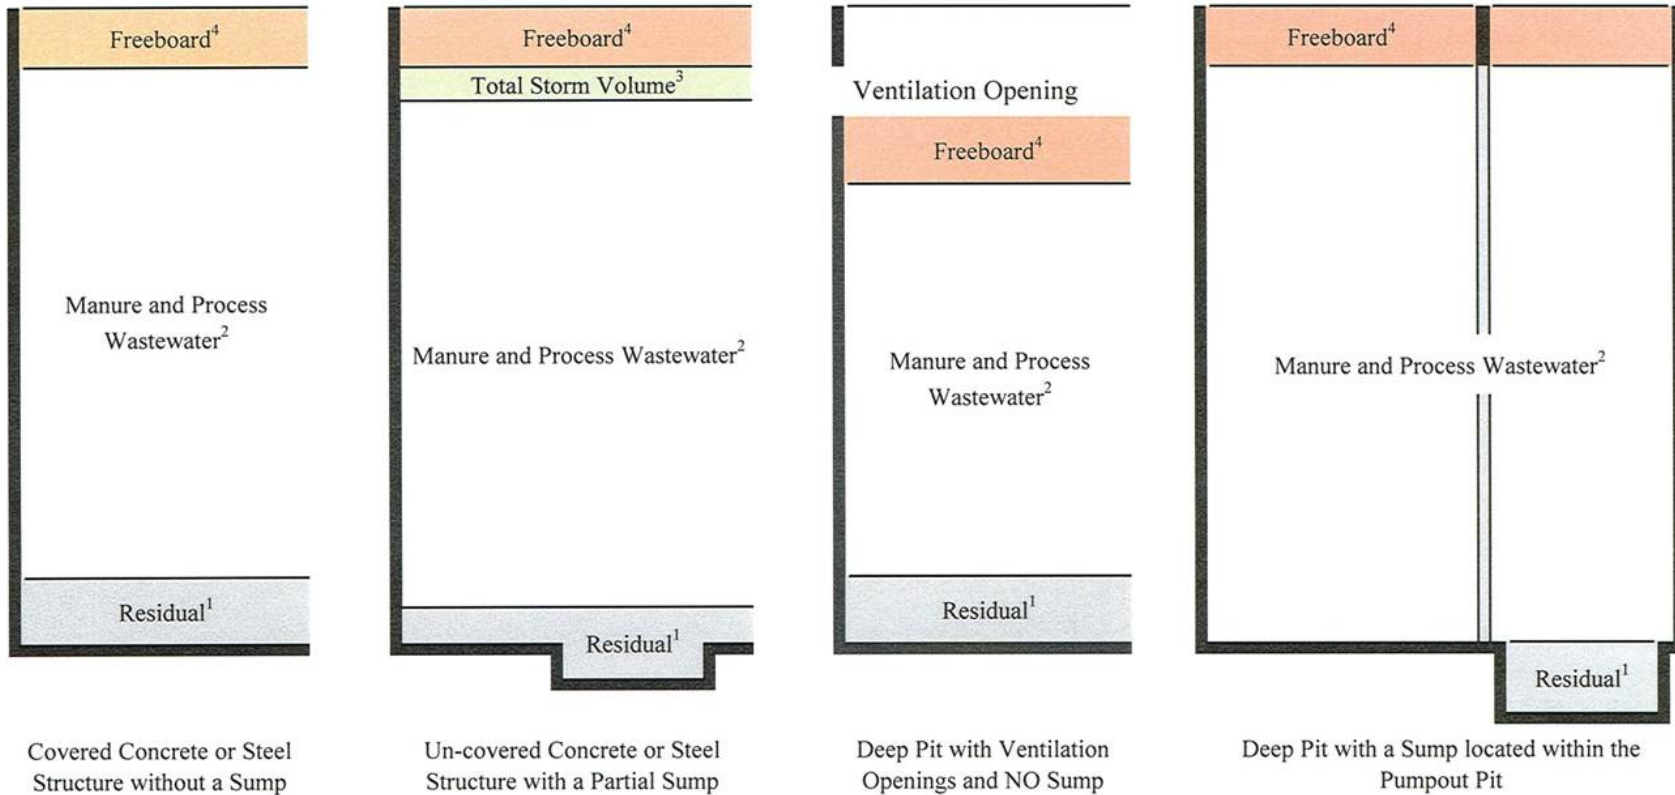 Freeboard⁴
Manure and Process
Wastewater²
Residual¹
Covered Concrete or Steel
Structure without a Sump
Freeboard⁴
Total Storm Volume³
Manure and Process Wastewater²
Residual¹
Un-covered Concrete or Steel
Structure with a Partial Sump
Ventilation Opening
Freeboard⁴
Manure and Process
Wastewater²
Residual¹
Deep Pit with Ventilation
Openings and NO Sump
Freeboard⁴
Manure and Process Wastewater²
Residual¹
Deep Pit with a Sump located within the
Pumpout Pit